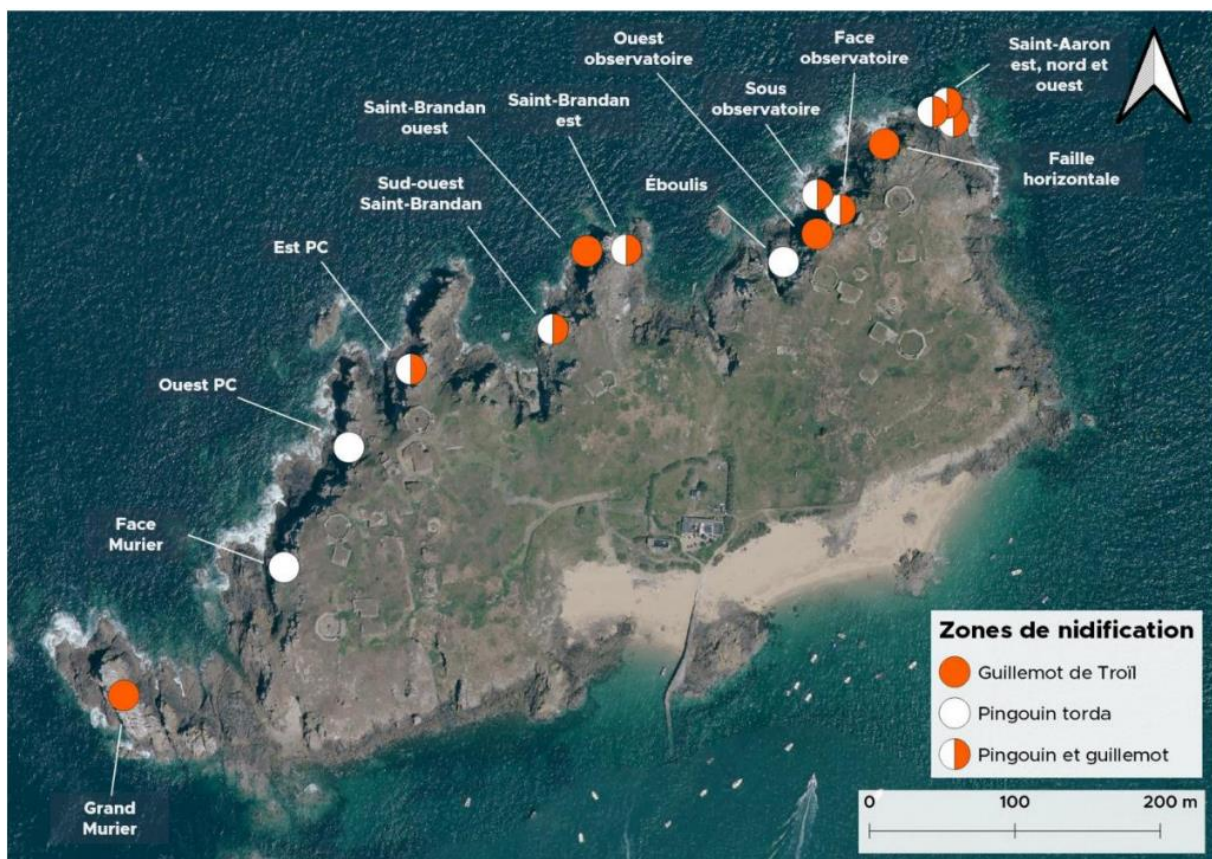 Ouest
observatoire
Face
observatoire
Saint-Aaron
est, nord et
ouest
Saint-Brandan
ouest
Saint-Brandan
est
Sous
observatoire
Sud-ouest
Saint-Brandan
Éboulis
Faille
horizontale
Est PC
Ouest PC
Face
Murier
Grand
Murier
Zones de nidification
Guillemot de Troïl
Pingouin torda
Pingouin et guillemot
0 100 200 m